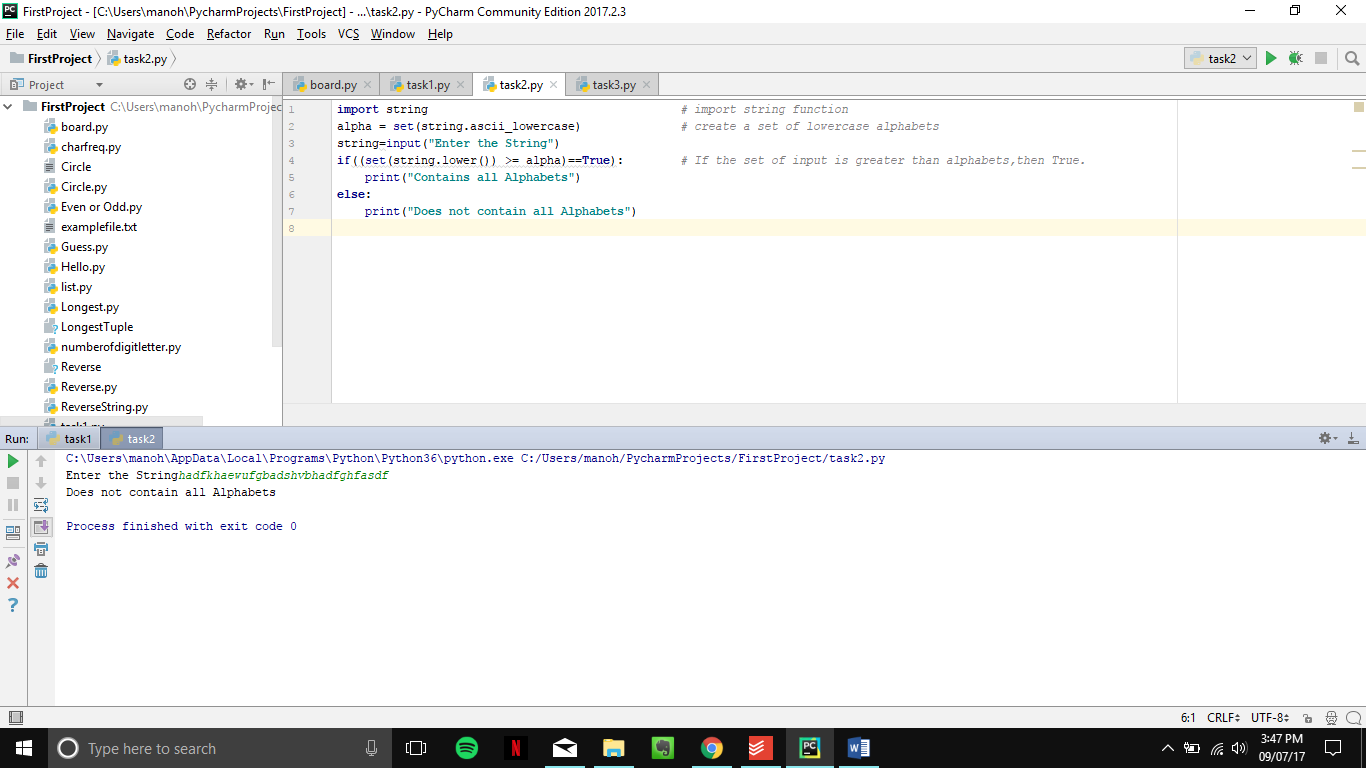 FirstProject - [C:\Users\manoh\PycharmProjects\FirstProject] - ...\task2.py - PyCharm Community Edition 2017.2.3
File Edit View Navigate Code Refactor Run Tools VCS Window Help
FirstProject task2.py task2
Project board.py task1.py task2.py task3.py
FirstProject C:\Users\manoh\PycharmProjec
board.py
charfreq.py
Circle
Circle.py
Even or Odd.py
examplefile.txt
Guess.py
Hello.py
list.py
Longest.py
LongestTuple
numberofdigitletter.py
Reverse
Reverse.py
ReverseString.py
task1.py
1 import string # import string function
2 alpha = set(string.ascii_lowercase) # create a set of lowercase alphabets
3 string=input("Enter the String")
4 if((set(string.lower()) >= alpha)==True): # If the set of input is greater than alphabets,then True.
5 print("Contains all Alphabets")
6 else:
7 print("Does not contain all Alphabets")
8
Run: task1 task2
C:\Users\manoh\AppData\Local\Programs\Python\Python36\python.exe C:/Users/manoh/PycharmProjects/FirstProject/task2.py
Enter the Stringhadfkhaewufgbadshvbhadfghfasdf
Does not contain all Alphabets
Process finished with exit code 0
6:1 CRLF UTF-8
Type here to search
3:47 PM
09/07/17